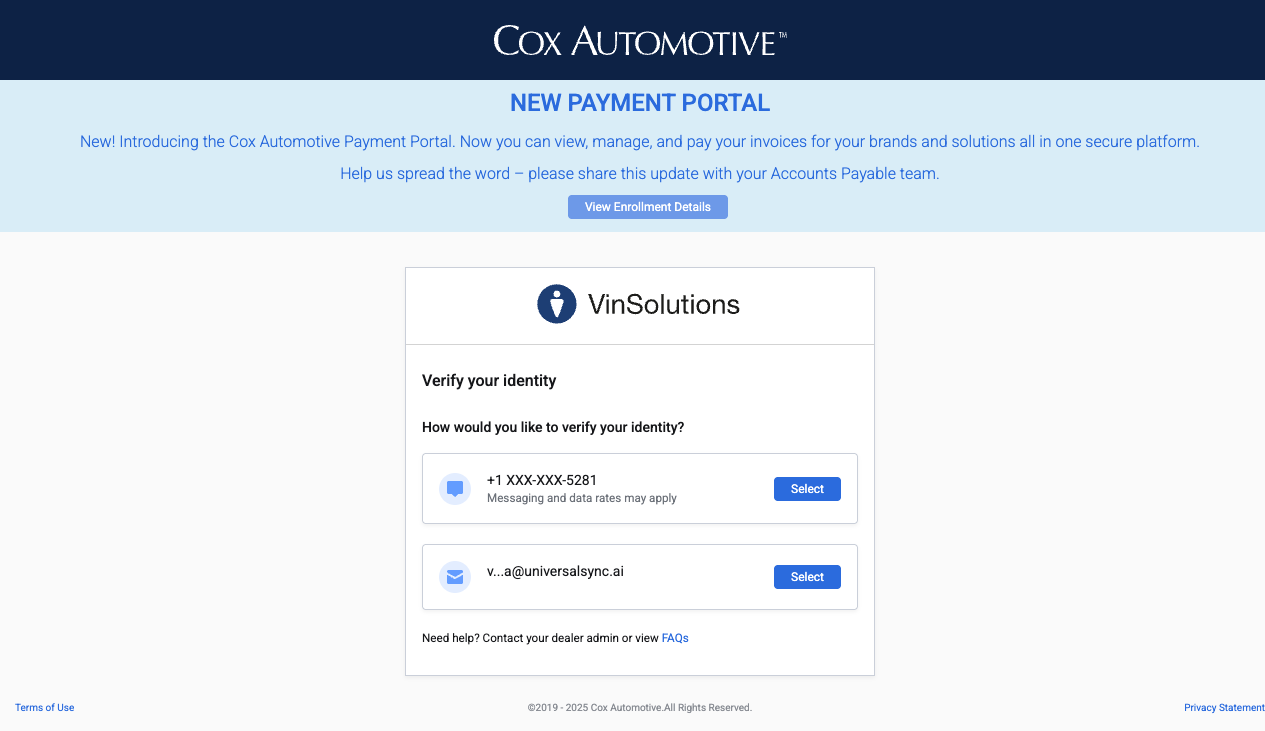 COX AUTOMOTIVE™
NEW PAYMENT PORTAL
New! Introducing the Cox Automotive Payment Portal. Now you can view, manage, and pay your invoices for your brands and solutions all in one secure platform.
Help us spread the word – please share this update with your Accounts Payable team.
View Enrollment Details
VinSolutions
Verify your identity
How would you like to verify your identity?
+1 XXX-XXX-5281
Messaging and data rates may apply
Select
v...a@universalsync.ai
Select
Need help? Contact your dealer admin or view FAQs
Terms of Use
©2019 - 2025 Cox Automotive.All Rights Reserved.
Privacy Statement